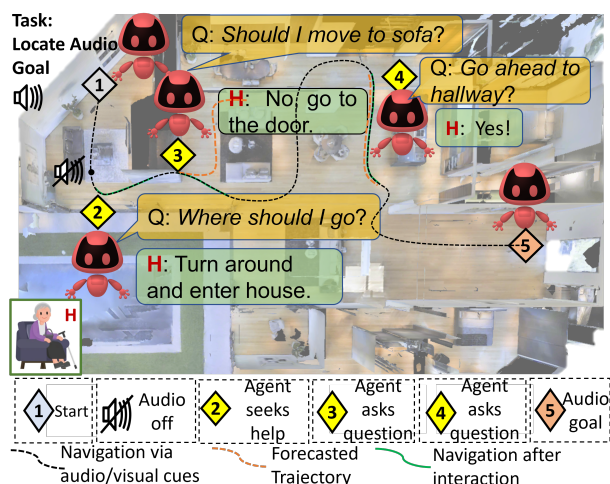 Task:
Locate Audio
Goal
1
Q: Should I move to sofa?
H: No, go to
the door.
3
4
Q: Go ahead to
hallway?
H: Yes!
2
Q: Where should I go?
H: Turn around
and enter house.
5
H
1 Start
Audio
off
2 Agent
seeks
help
3 Agent
asks
question
4 Agent
asks
question
5 Audio
goal
Navigation via
audio/visual cues
Forecasted
Trajectory
Navigation after
interaction